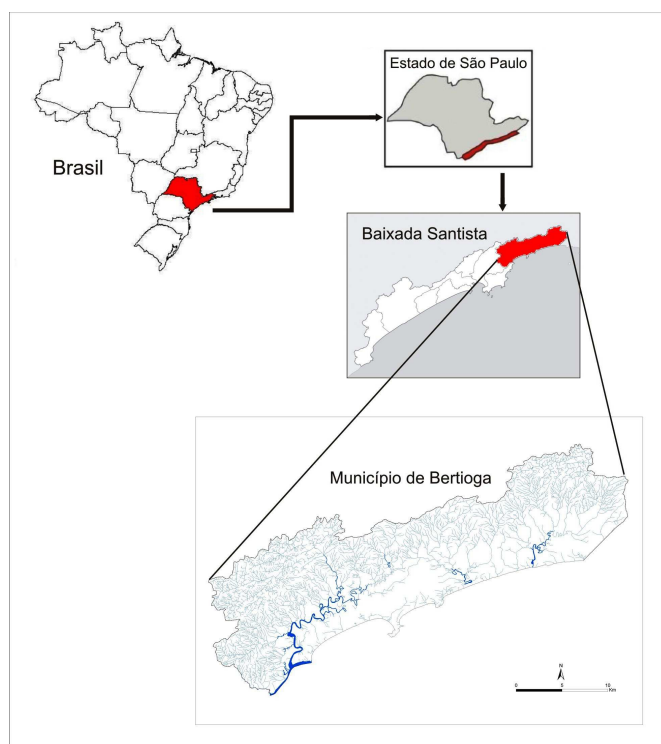 Brasil
Estado de São Paulo
Baixada Santista
Município de Bertioga
N
0 5 10
Km